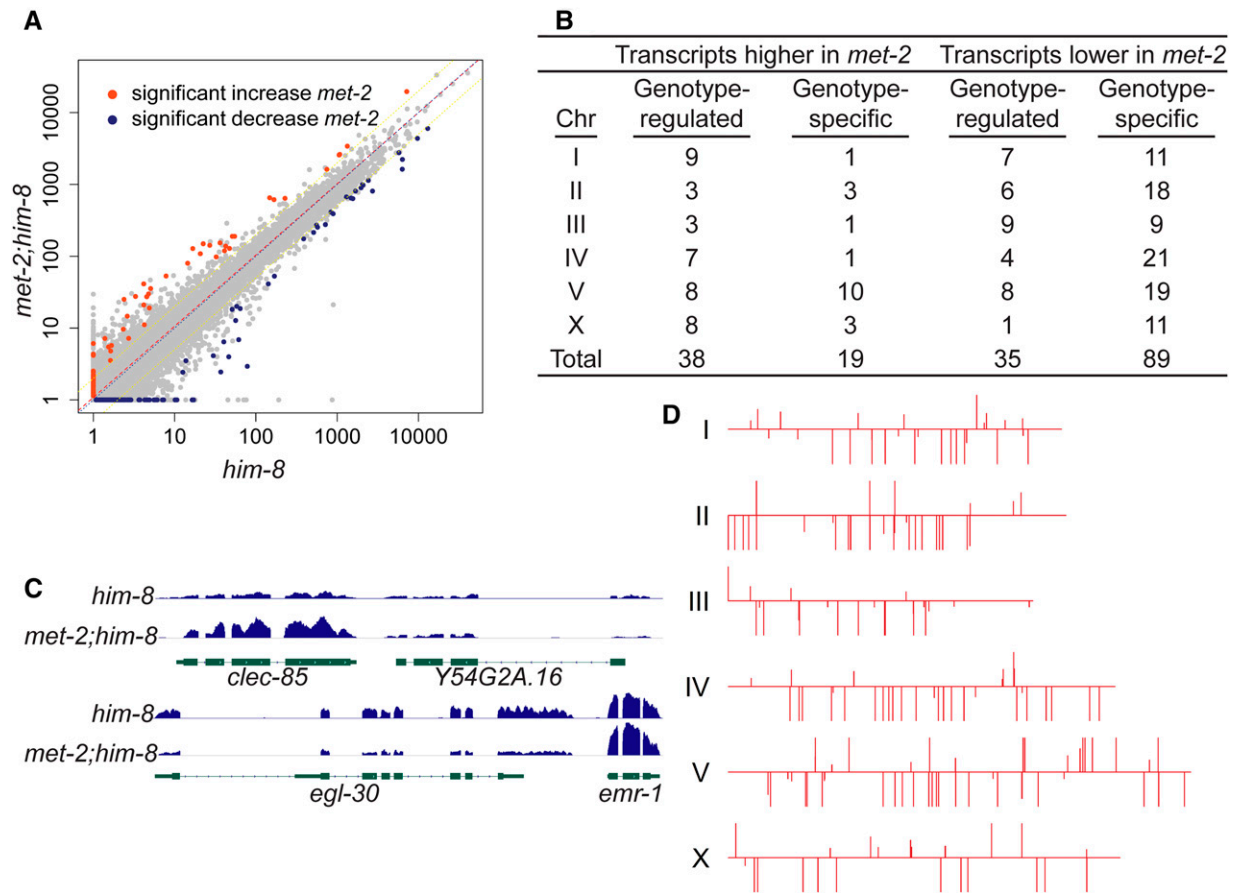 A
significant increase met-2
significant decrease met-2
met-2;him-8
10000
1000
100
10
1
1 10 100 1000 10000
him-8
B
Transcripts higher in met-2 Transcripts lower in met-2
Genotype- Genotype- Genotype- Genotype-
Chr regulated specific regulated specific
I 9 1 7 11
II 3 3 6 18
III 3 1 9 9
IV 7 1 4 21
V 8 10 8 19
X 8 3 1 11
Total 38 19 35 89
C
him-8
met-2;him-8
clec-85 Y54G2A.16
him-8
met-2;him-8
egl-30 emr-1
D
I
II
III
IV
V
X